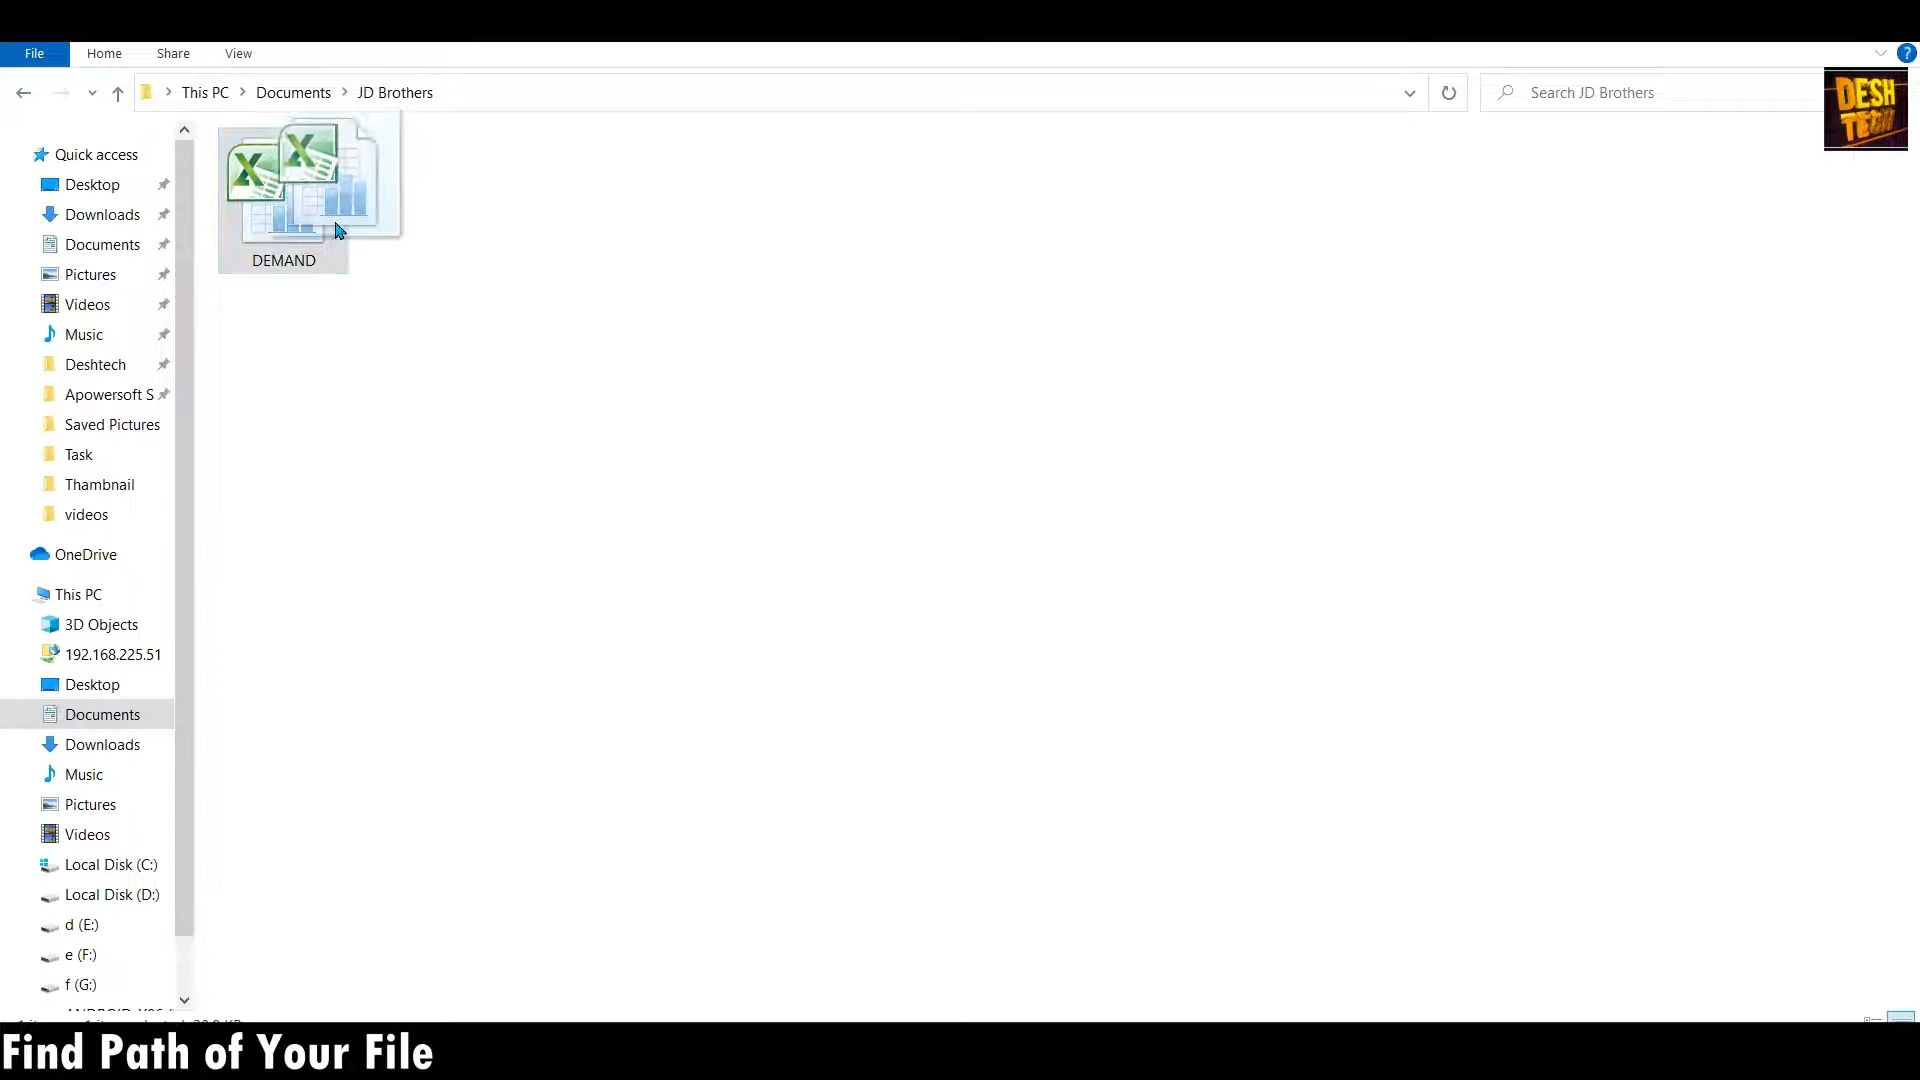 File Home Share View
This PC Documents JD Brothers
Search JD Brothers
DESH
TECH
Quick access
Desktop
Downloads
Documents
Pictures
Videos
Music
Deshtech
Apowersoft S
Saved Pictures
Task
Thambnail
videos
OneDrive
This PC
3D Objects
192.168.225.51
Desktop
Documents
Downloads
Music
Pictures
Videos
Local Disk (C:)
Local Disk (D:)
d (E:)
e (F:)
f (G:)
DEMAND
Find Path of Your File